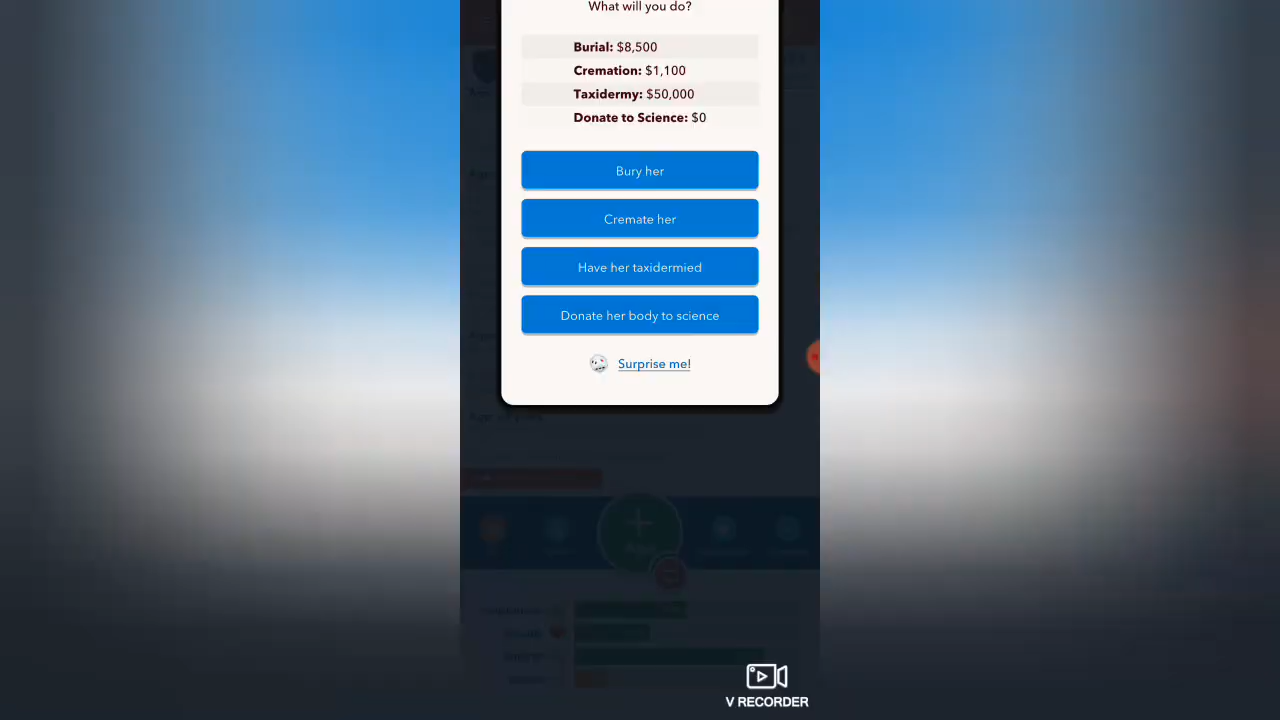 What will you do?
Burial: $8,500
Cremation: $1,100
Taxidermy: $50,000
Donate to Science: $0
Bury her
Cremate her
Have her taxidermied
Donate her body to science
Surprise me!
V RECORDER